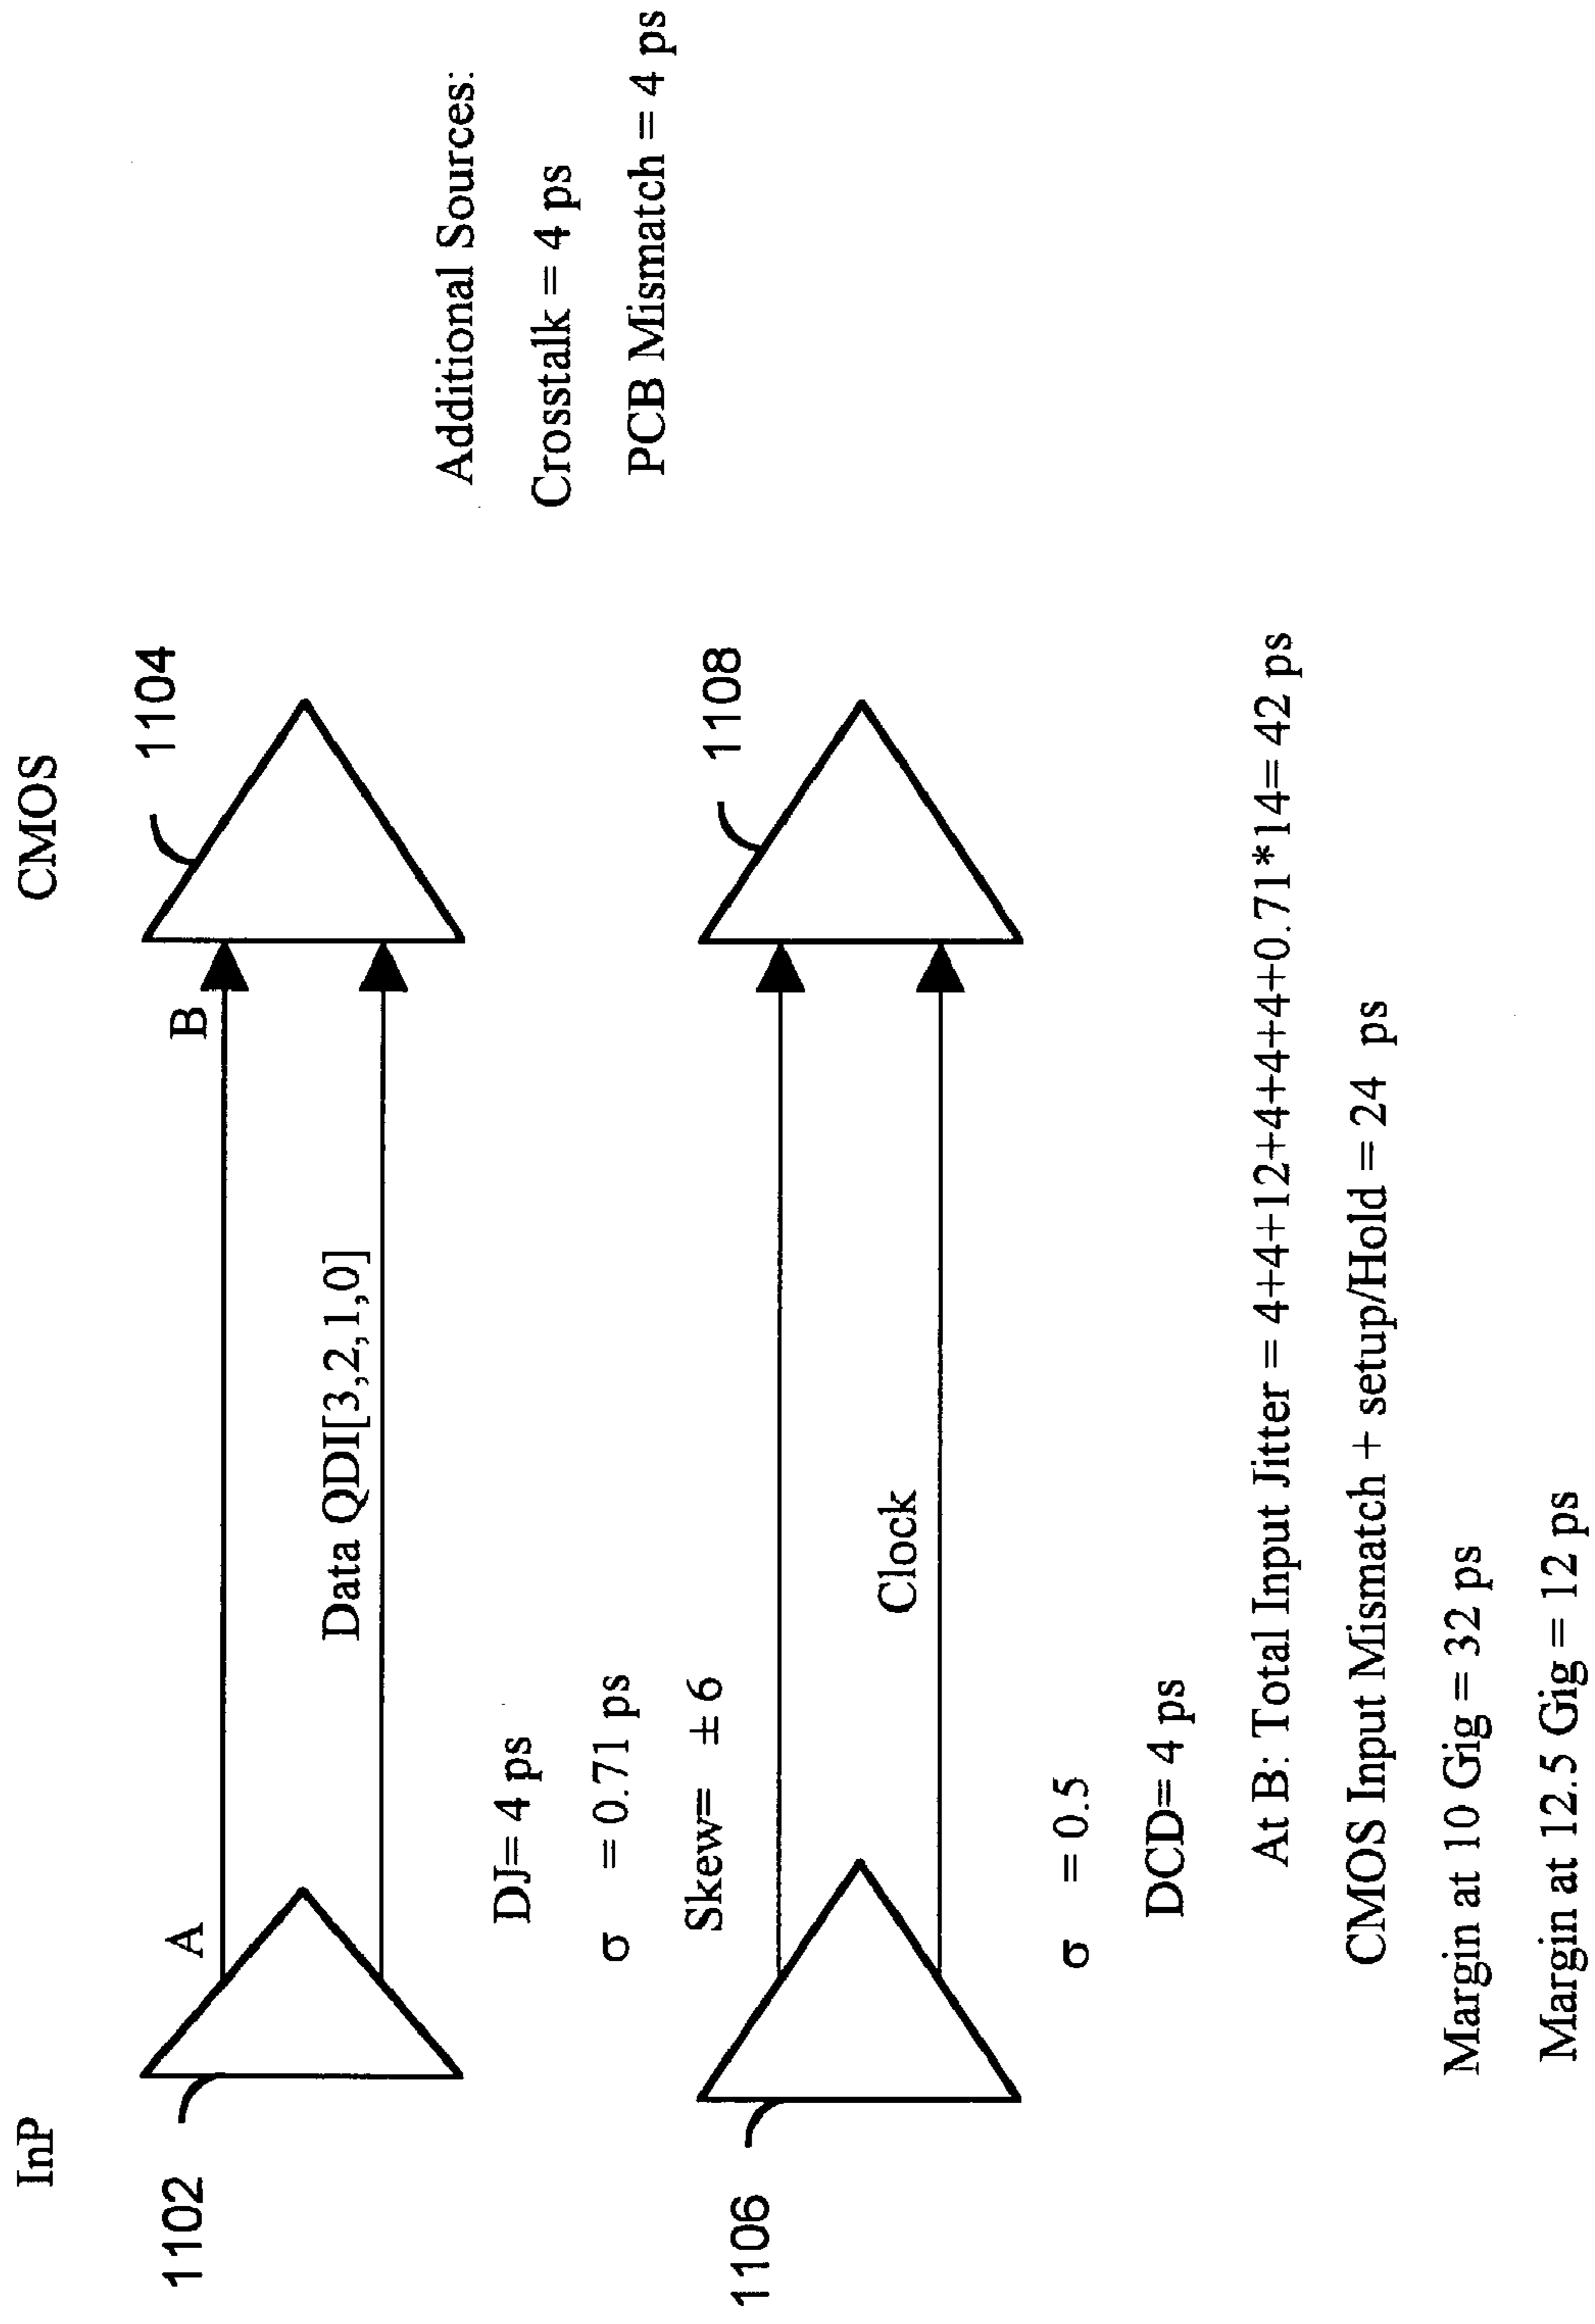 InP
CMOS
1102
A
B
1104
Data QDI[3,2,1,0]
DJ= 4 ps
σ = 0.71 ps
Skew= ± 6
Additional Sources:
Crosstalk = 4 ps
PCB Mismatch = 4 ps
1106
1108
Clock
σ = 0.5
DCD= 4 ps
At B: Total Input Jitter = 4+4+12+4+4+4+0.71*14= 42 ps
CMOS Input Mismatch + setup/Hold = 24 ps
Margin at 10 Gig = 32 ps
Margin at 12.5 Gig = 12 ps